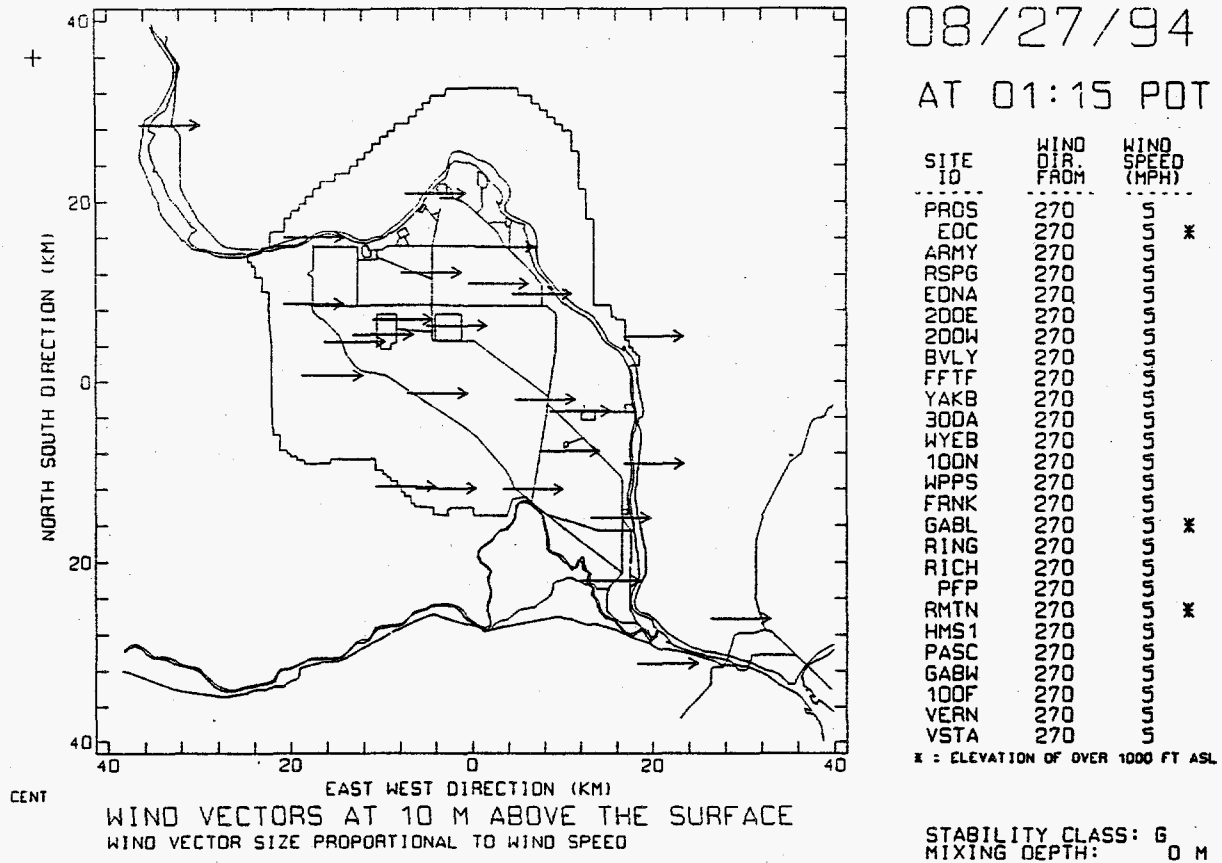 08/27/94
AT 01:15 PDT
SITE ID WIND DIR. FROM WIND SPEED (MPH)
PROS 270 5
EOC 270 5 *
ARMY 270 5
RSPG 270 5
EDNA 270 5
200E 270 5
200W 270 5
BVLY 270 5
FFTF 270 5
YAKB 270 5
300A 270 5
WYEB 270 5
100N 270 5
WPPS 270 5
FRNK 270 5
GABL 270 5 *
RING 270 5
RICH 270 5
PFP 270 5
RMTN 270 5 *
HMS1 270 5
PASC 270 5
GABW 270 5
100F 270 5
VERN 270 5
VSTA 270 5
* : ELEVATION OF OVER 1000 FT ASL
STABILITY CLASS: G
MIXING DEPTH: 0 M
NORTH SOUTH DIRECTION (KM)
40
20
0
20
40
40 20 0 20 40
EAST WEST DIRECTION (KM)
CENT
WIND VECTORS AT 10 M ABOVE THE SURFACE
WIND VECTOR SIZE PROPORTIONAL TO WIND SPEED